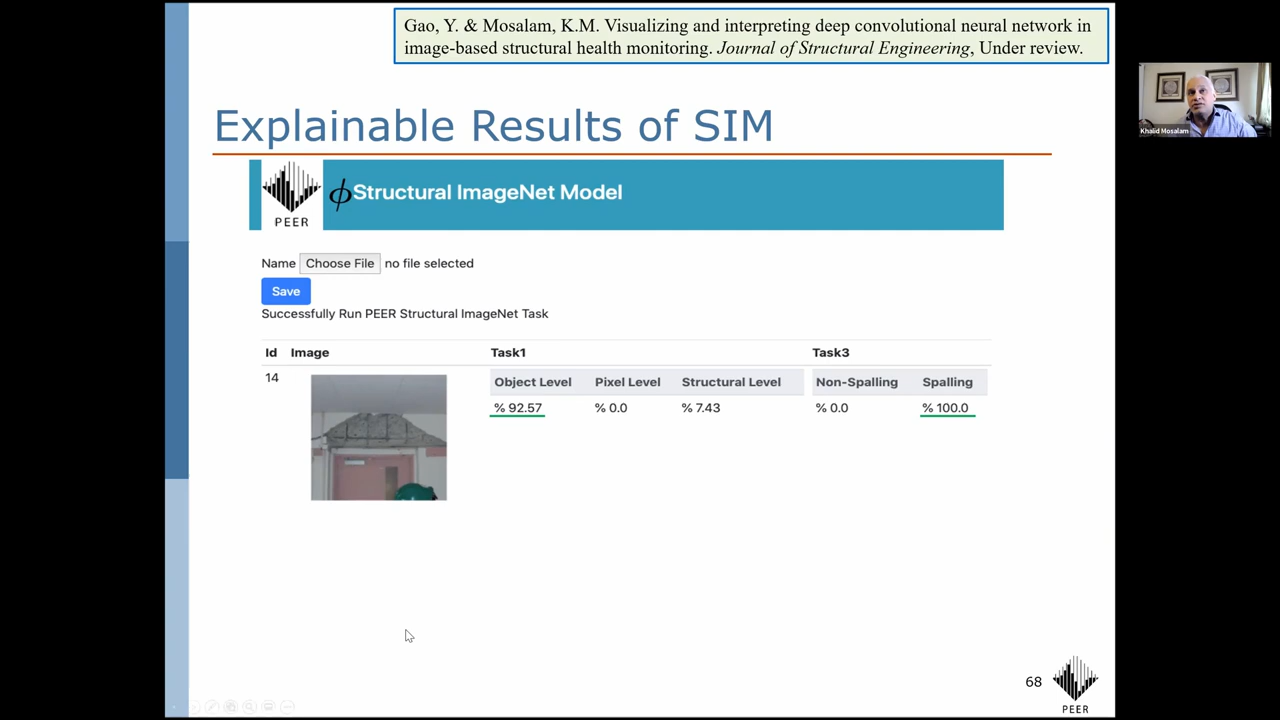 Gao, Y. & Mosalam, K.M. Visualizing and interpreting deep convolutional neural network in
image-based structural health monitoring. Journal of Structural Engineering, Under review.
Khalid Mosalam
Explainable Results of SIM
PEER
ϕStructural ImageNet Model
Name Choose File no file selected
Save
Successfully Run PEER Structural ImageNet Task
Id Image Task1 Task3
14
Object Level Pixel Level Structural Level Non-Spalling Spalling
% 92.57 % 0.0 % 7.43 % 0.0 % 100.0
68
PEER